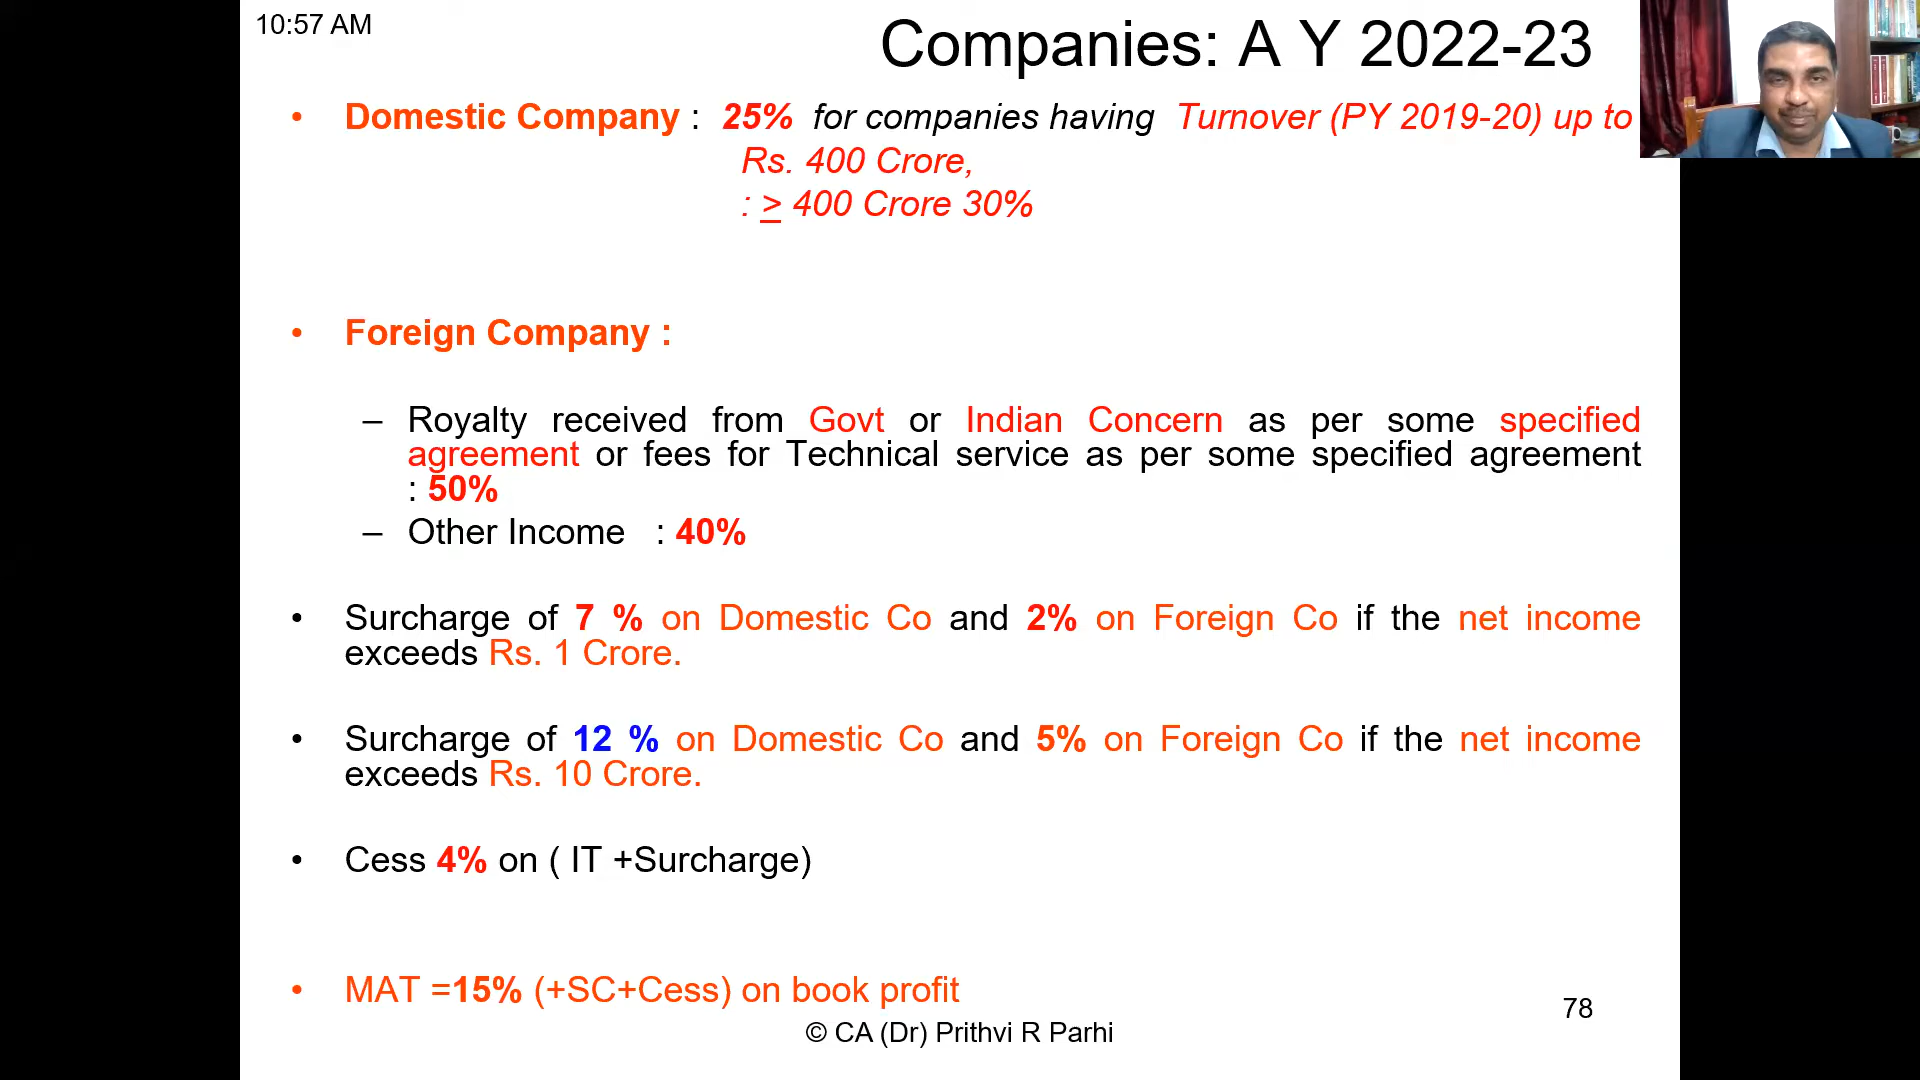 10:57 AM
Companies: A Y 2022-23
• Domestic Company : 25% for companies having Turnover (PY 2019-20) up to
Rs. 400 Crore,
: > 400 Crore 30%
• Foreign Company :
– Royalty received from Govt or Indian Concern as per some specified
agreement or fees for Technical service as per some specified agreement
: 50%
– Other Income : 40%
• Surcharge of 7 % on Domestic Co and 2% on Foreign Co if the net income
exceeds Rs. 1 Crore.
• Surcharge of 12 % on Domestic Co and 5% on Foreign Co if the net income
exceeds Rs. 10 Crore.
• Cess 4% on ( IT +Surcharge)
• MAT =15% (+SC+Cess) on book profit
78
© CA (Dr) Prithvi R Parhi